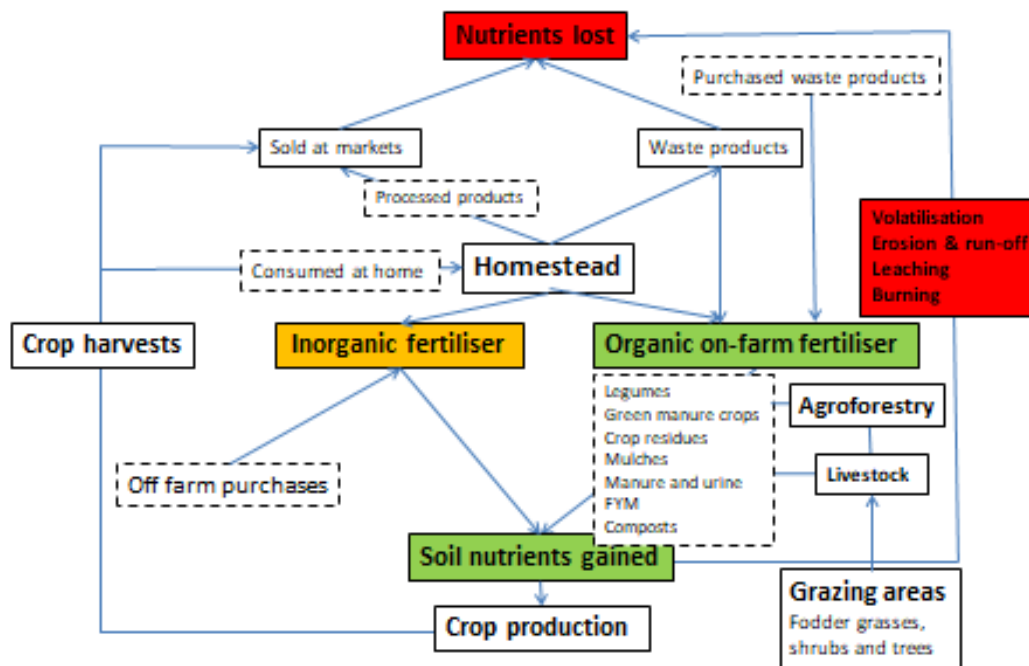 Nutrients lost
Purchased waste products
Sold at markets
Waste products
Processed products
Volatilisation
Erosion & run-off
Leaching
Burning
Consumed at home
Homestead
Crop harvests
Inorganic fertiliser
Organic on-farm fertiliser
Legumes
Green manure crops
Crop residues
Mulches
Manure and urine
FYM
Composts
Agroforestry
Livestock
Off farm purchases
Soil nutrients gained
Grazing areas
Fodder grasses,
shrubs and trees
Crop production